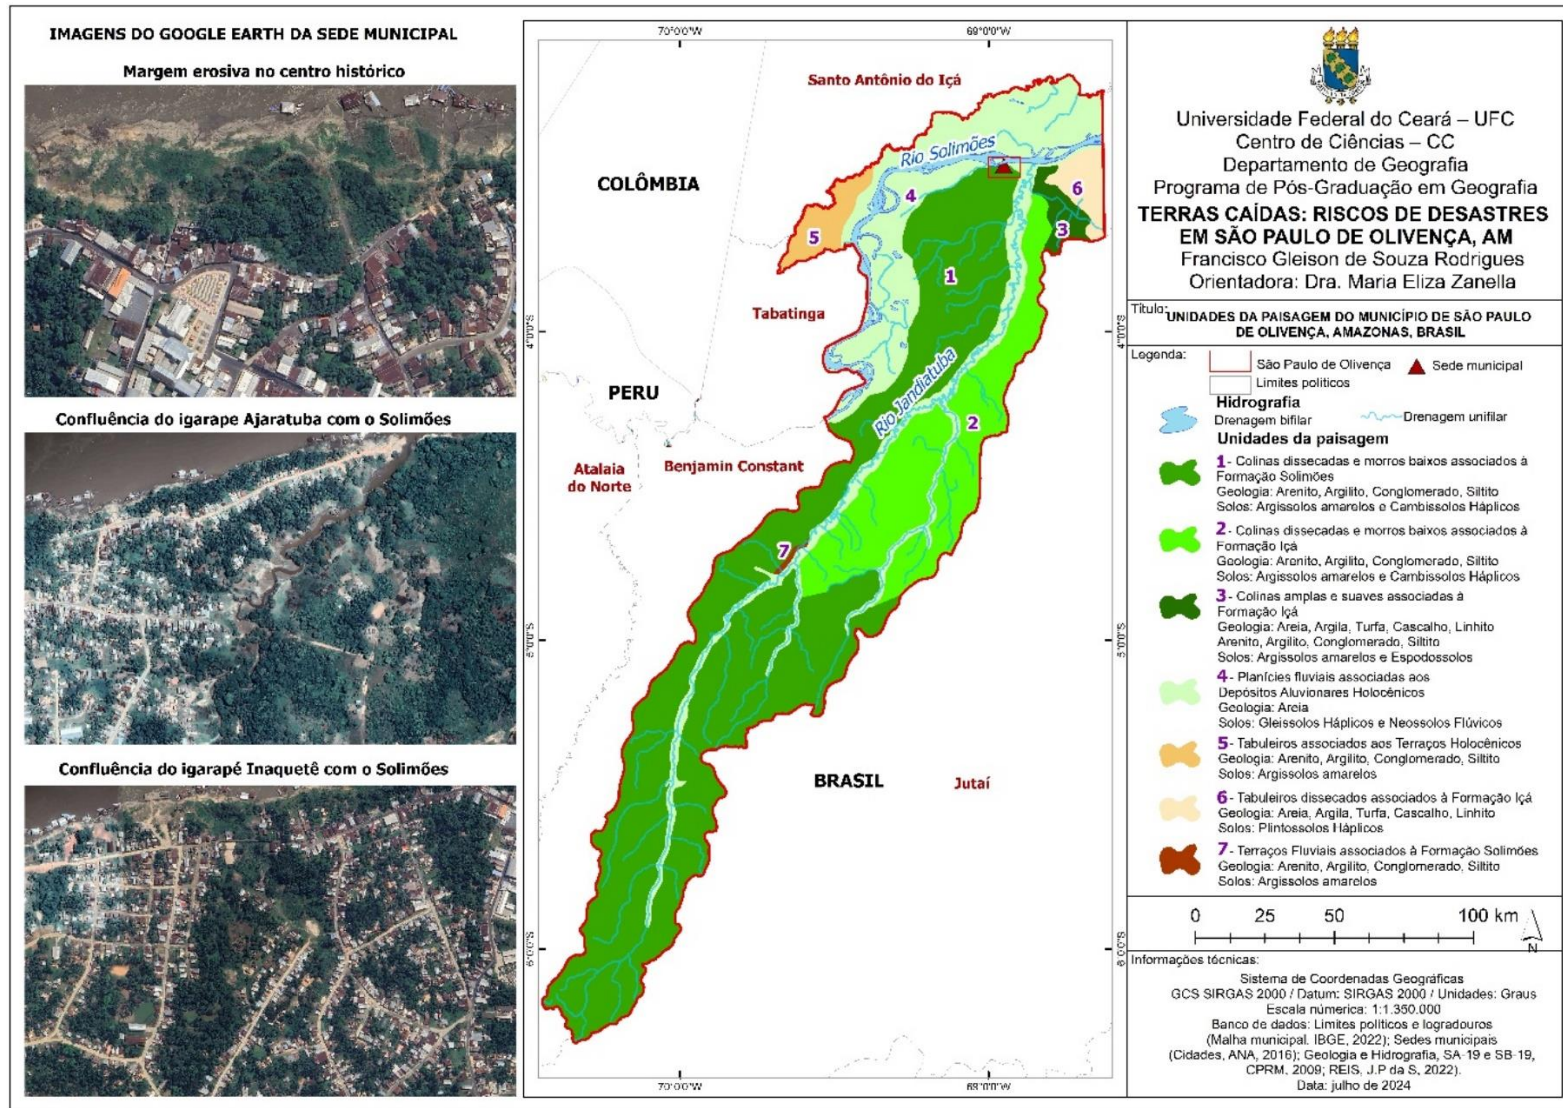 IMAGENS DO GOOGLE EARTH DA SEDE MUNICIPAL
Margem erosiva no centro histórico
Confluência do igarape Ajaratuba com o Solimões
Confluência do igarapé Inaquetê com o Solimões
70°0'0"W
69°0'0"W
Santo Antônio do Içá
COLÔMBIA
Rio Solimões
4
6
5
3
1
Tabatinga
4°0'0"S
4°0'0"S
PERU
Rio Jandiatuba
2
Atalaia
do Norte
Benjamin Constant
7
5°0'0"S
5°0'0"S
BRASIL
Jutaí
6°0'0"S
6°0'0"S
70°0'0"W
69°0'0"W
Universidade Federal do Ceará – UFC
Centro de Ciências – CC
Departamento de Geografia
Programa de Pós-Graduação em Geografia
TERRAS CAÍDAS: RISCOS DE DESASTRES
EM SÃO PAULO DE OLIVENÇA, AM
Francisco Gleison de Souza Rodrigues
Orientadora: Dra. Maria Eliza Zanella
Título:
UNIDADES DA PAISAGEM DO MUNICÍPIO DE SÃO PAULO
DE OLIVENÇA, AMAZONAS, BRASIL
Legenda:
São Paulo de Olivença
Sede municipal
Limites políticos
Hidrografia
Drenagem bifilar
Drenagem unifilar
Unidades da paisagem
1- Colinas dissecadas e morros baixos associados à
Formação Solimões
Geologia: Arenito, Argilito, Conglomerado, Siltito
Solos: Argissolos amarelos e Cambissolos Háplicos
2- Colinas dissecadas e morros baixos associados à
Formação Içá
Geologia: Arenito, Argilito, Conglomerado, Siltito
Solos: Argissolos amarelos e Cambissolos Háplicos
3- Colinas amplas e suaves associadas à
Formação Içá
Geologia: Areia, Argila, Turfa, Cascalho, Linhito
Arenito, Argilito, Conglomerado, Siltito
Solos: Argissolos amarelos e Espodossolos
4- Planícies fluviais associadas aos
Depósitos Aluvionares Holocênicos
Geologia: Areia
Solos: Gleissolos Háplicos e Neossolos Flúvicos
5- Tabuleiros associados aos Terraços Holocênicos
Geologia: Arenito, Argilito, Conglomerado, Siltito
Solos: Argissolos amarelos
6- Tabuleiros dissecados associados à Formação Içá
Geologia: Areia, Argila, Turfa, Cascalho, Linhito
Solos: Plintossolos Háplicos
7- Terraços Fluviais associados à Formação Solimões
Geologia: Arenito, Argilito, Conglomerado, Siltito
Solos: Argissolos amarelos
0 25 50 100 km
N
Informações técnicas:
Sistema de Coordenadas Geográficas
GCS SIRGAS 2000 / Datum: SIRGAS 2000 / Unidades: Graus
Escala númerica: 1:1.350.000
Banco de dados: Limites políticos e logradouros
(Malha municipal. IBGE, 2022); Sedes municipais
(Cidades, ANA, 2016); Geologia e Hidrografia, SA-19 e SB-19,
CPRM, 2009; REIS, J.P da S, 2022).
Data: julho de 2024